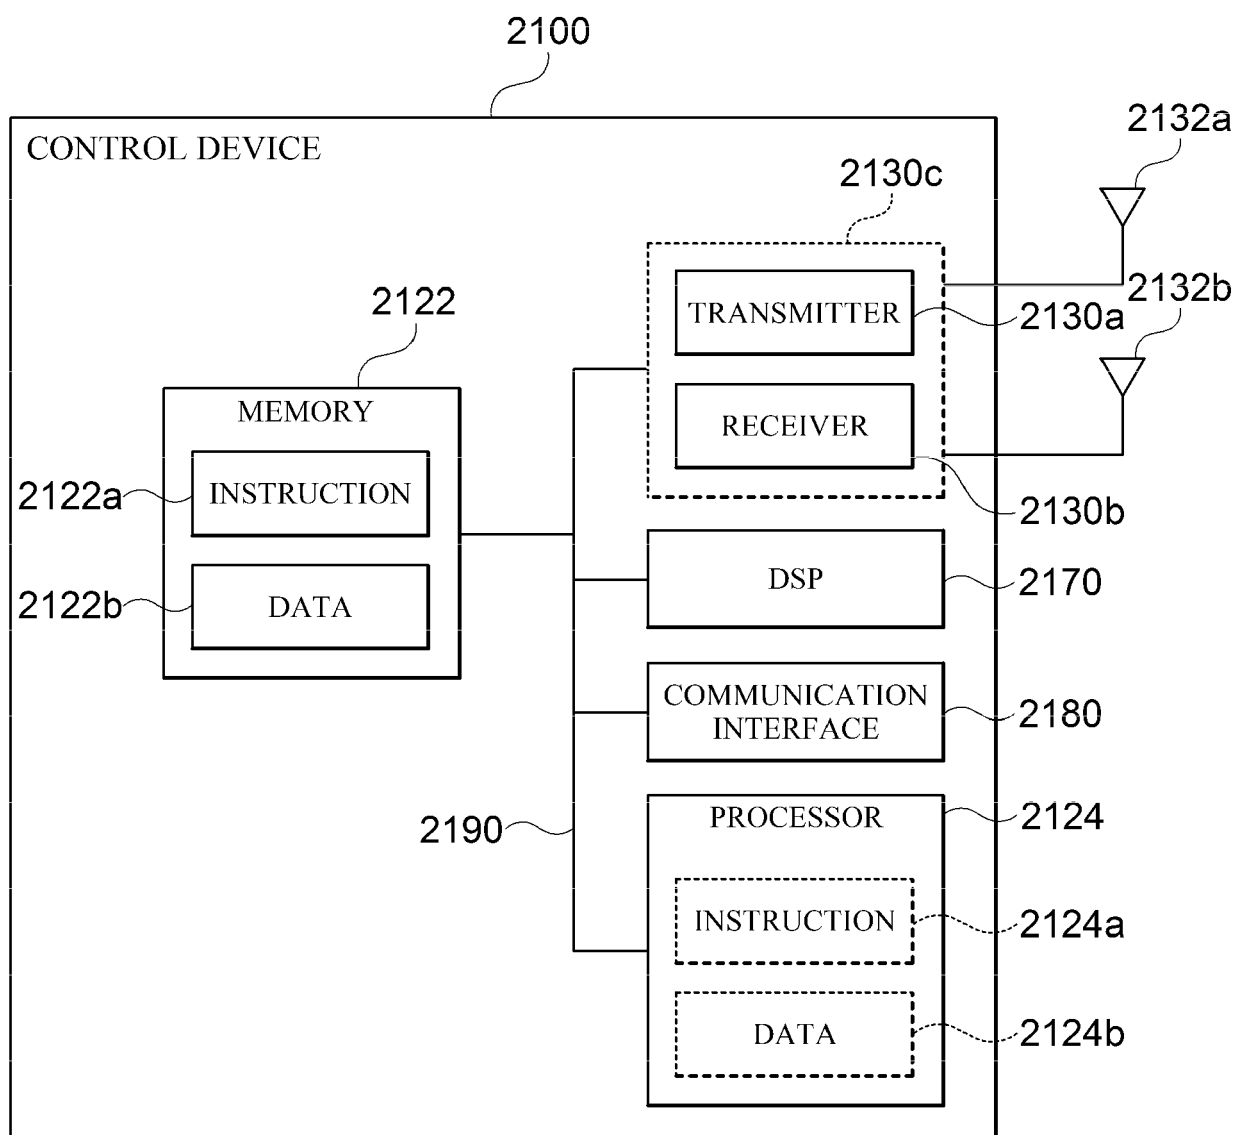 2100
CONTROL DEVICE
2132a
2130c
TRANSMITTER
2130a
2132b
2122
MEMORY
RECEIVER
2122a
INSTRUCTION
2130b
2122b
DATA
DSP
2170
COMMUNICATION
INTERFACE
2180
2190
PROCESSOR
2124
INSTRUCTION
2124a
DATA
2124b